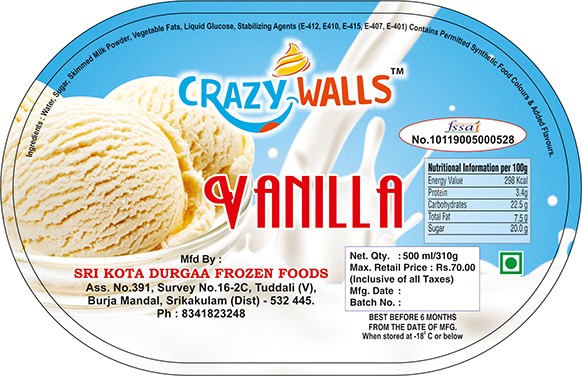 Ingredients : Water, Sugar, Skimmed Milk Powder, Vegetable Fats, Liquid Glucose, Stabilizing Agents (E-412, E410, E-415, E-407, E-401) Contains Permitted Synthetic Food Colours & Added Flavours.
CRAZY WALLS™
fssai
No.10119005000528
VANILLA
Nutritional Information per 100g
Energy Value 298 Kcal
Protein 3.4g
Carbohydrates 22.5 g
Total Fat 7.5 g
Sugar 20.0 g
Mfd By :
SRI KOTA DURGAA FROZEN FOODS
Ass. No.391, Survey No.16-2C, Tuddali (V),
Burja Mandal, Srikakulam (Dist) - 532 445.
Ph : 8341823248
Net. Qty. : 500 ml/310g
Max. Retail Price : Rs.70.00
(Inclusive of all Taxes)
Mfg. Date :
Batch No. :
BEST BEFORE 6 MONTHS
FROM THE DATE OF MFG.
When stored at -18° C or below